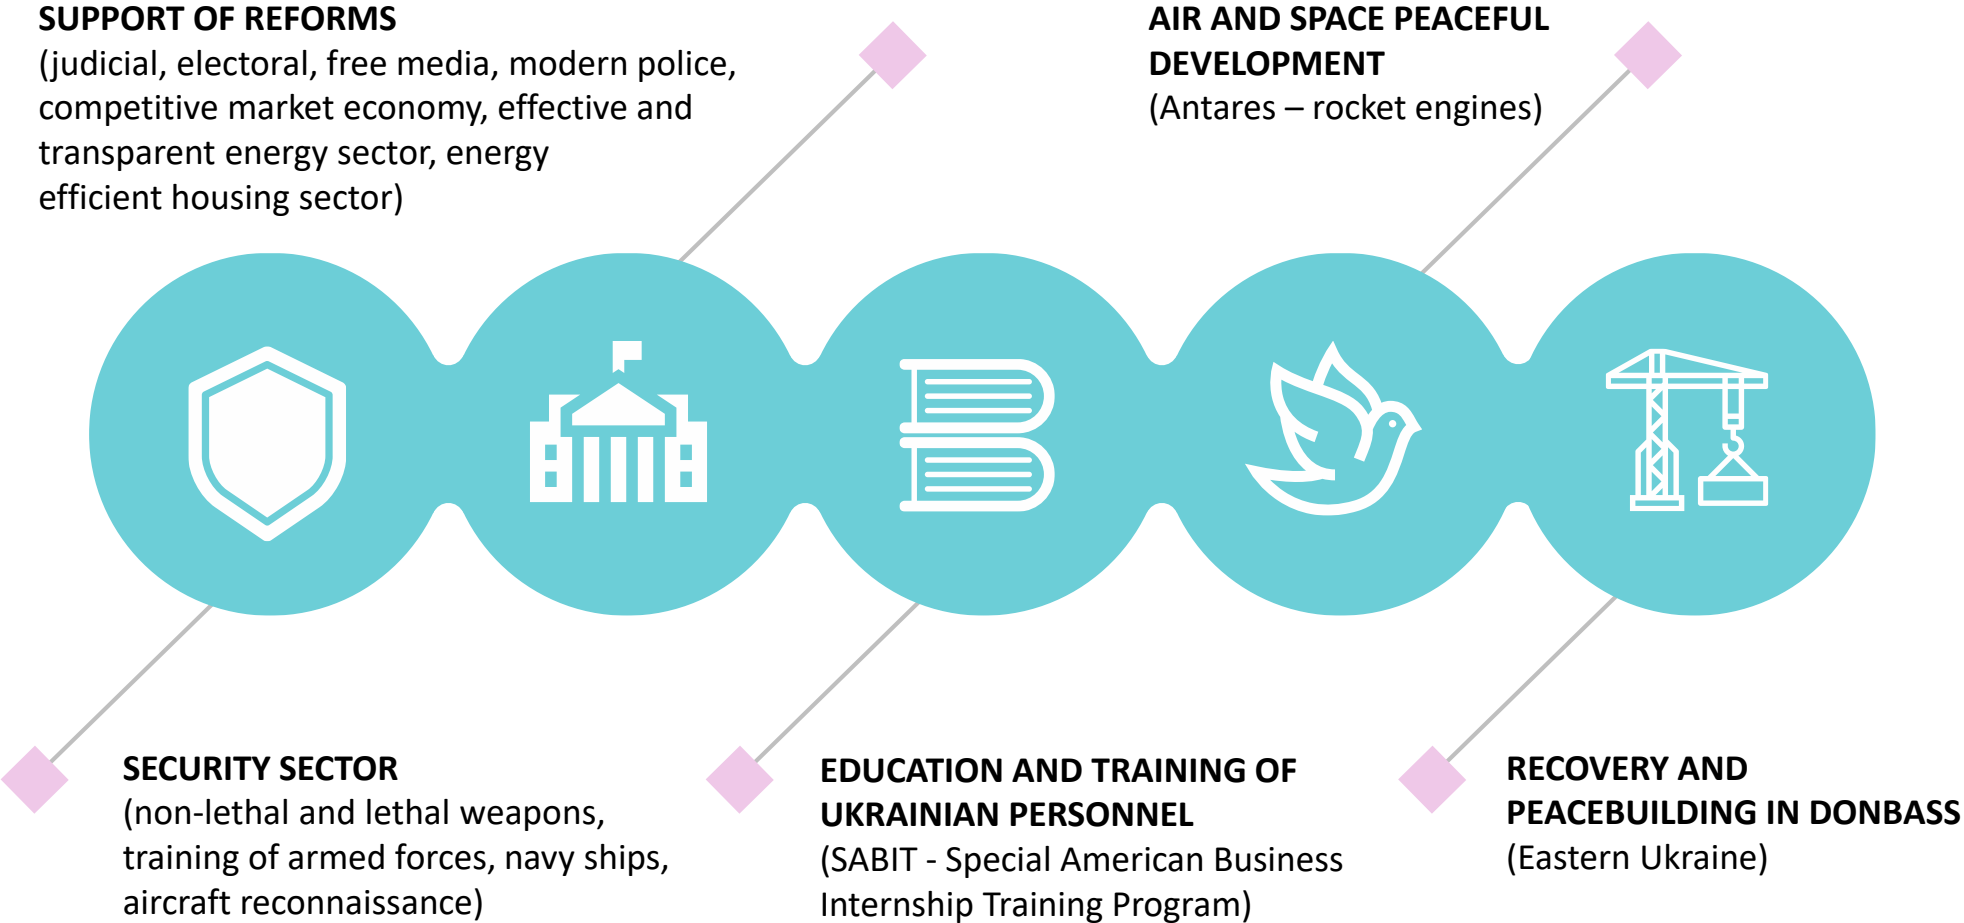 SUPPORT OF REFORMS
(judicial, electoral, free media, modern police,
competitive market economy, effective and
transparent energy sector, energy
efficient housing sector)
AIR AND SPACE PEACEFUL
DEVELOPMENT
(Antares – rocket engines)
SECURITY SECTOR
(non-lethal and lethal weapons,
training of armed forces, navy ships,
aircraft reconnaissance)
EDUCATION AND TRAINING OF
UKRAINIAN PERSONNEL
(SABIT - Special American Business
Internship Training Program)
RECOVERY AND
PEACEBUILDING IN DONBASS
(Eastern Ukraine)